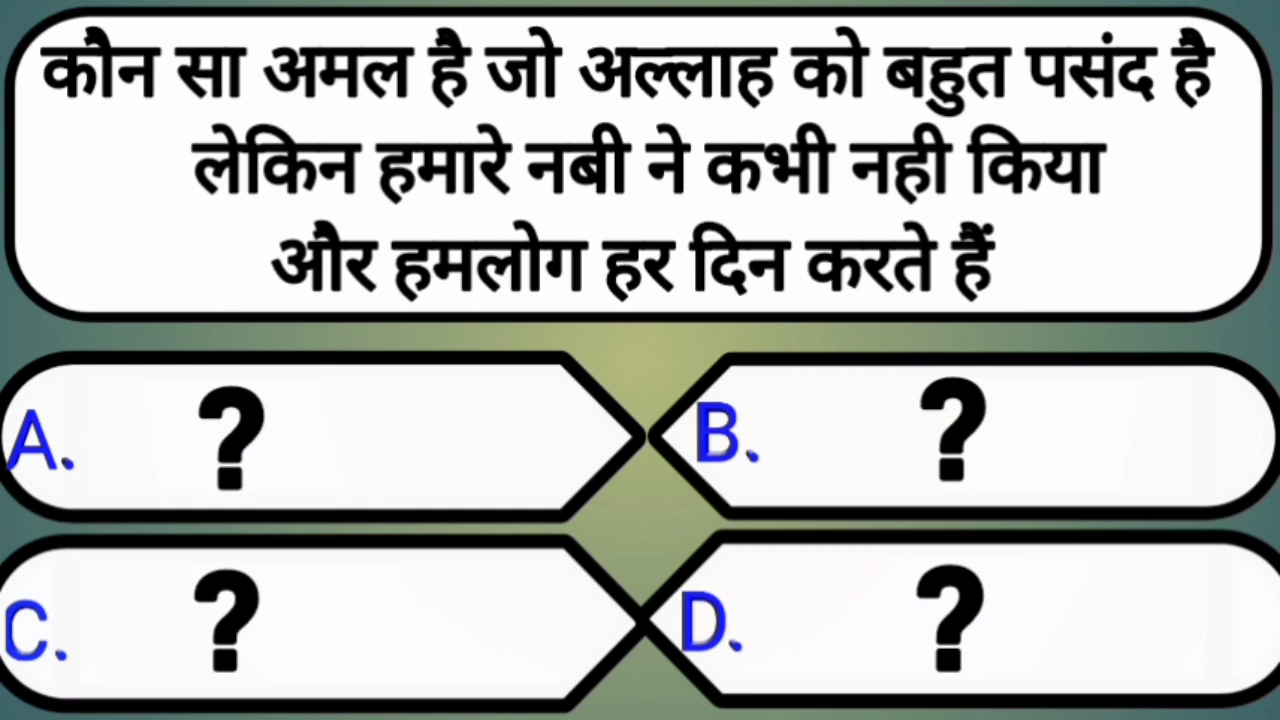 कौन सा अमल है जो अल्लाह को बहुत पसंद है
लेकिन हमारे नबी ने कभी नही किया
और हमलोग हर दिन करते हैं
A. ?
B. ?
C. ?
D. ?